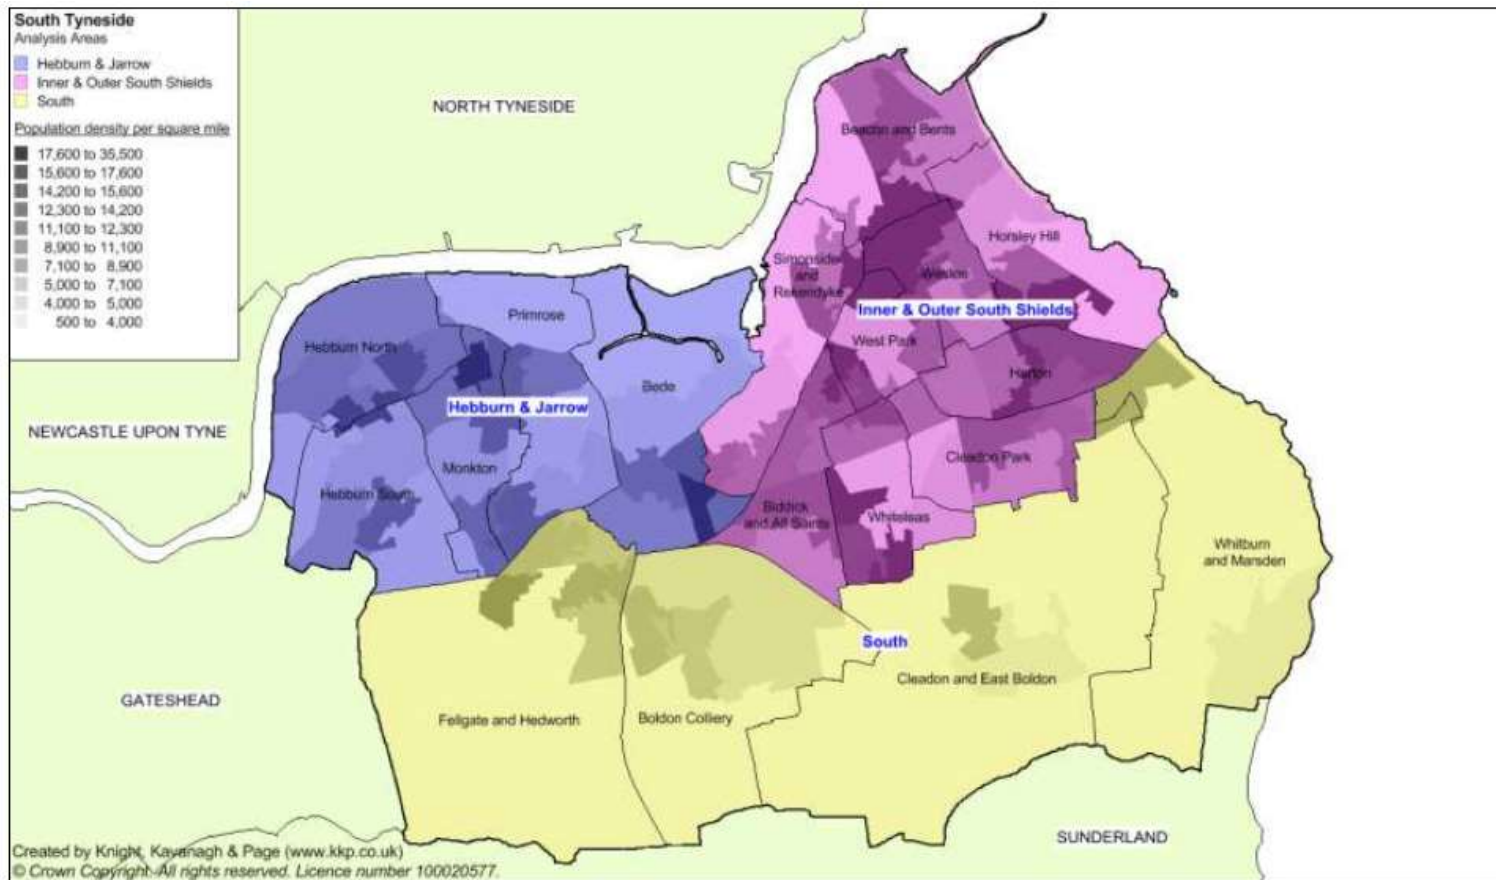 South Tyneside
Analysis Areas
Hebburn & Jarrow
Inner & Outer South Shields
South
Population density per square mile
17,600 to 35,500
15,600 to 17,600
14,200 to 15,600
12,300 to 14,200
11,100 to 12,300
8,900 to 11,100
7,100 to 8,900
5,000 to 7,100
4,000 to 5,000
500 to 4,000
NORTH TYNESIDE
Beacon and Bents
Horsley Hill
Simonside
and
Rekendyke
Westoe
Inner & Outer South Shields
Primrose
Hebburn North
West Park
Harton
Bede
Hebburn & Jarrow
NEWCASTLE UPON TYNE
Monkton
Cleadon Park
Hebburn South
Biddick
and All Saints
Whiteleas
Whitburn
and Marsden
South
Cleadon and East Boldon
GATESHEAD
Fellgate and Hedworth
Boldon Colliery
SUNDERLAND
Created by Knight, Kavanagh & Page (www.kkp.co.uk)
© Crown Copyright. All rights reserved. Licence number 100020577.